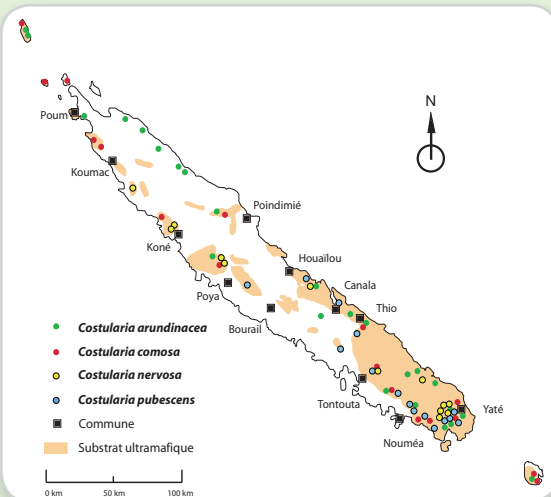 N
Poum
Koumac
Poindimié
Koné
Houaïlou
Canala
Poya
Thio
Bourail
Costularia arundinacea
Costularia comosa
Costularia nervosa
Costularia pubescens
Commune
Substrat ultramafique
Tontouta
Yaté
Nouméa
0 km 50 km 100 km